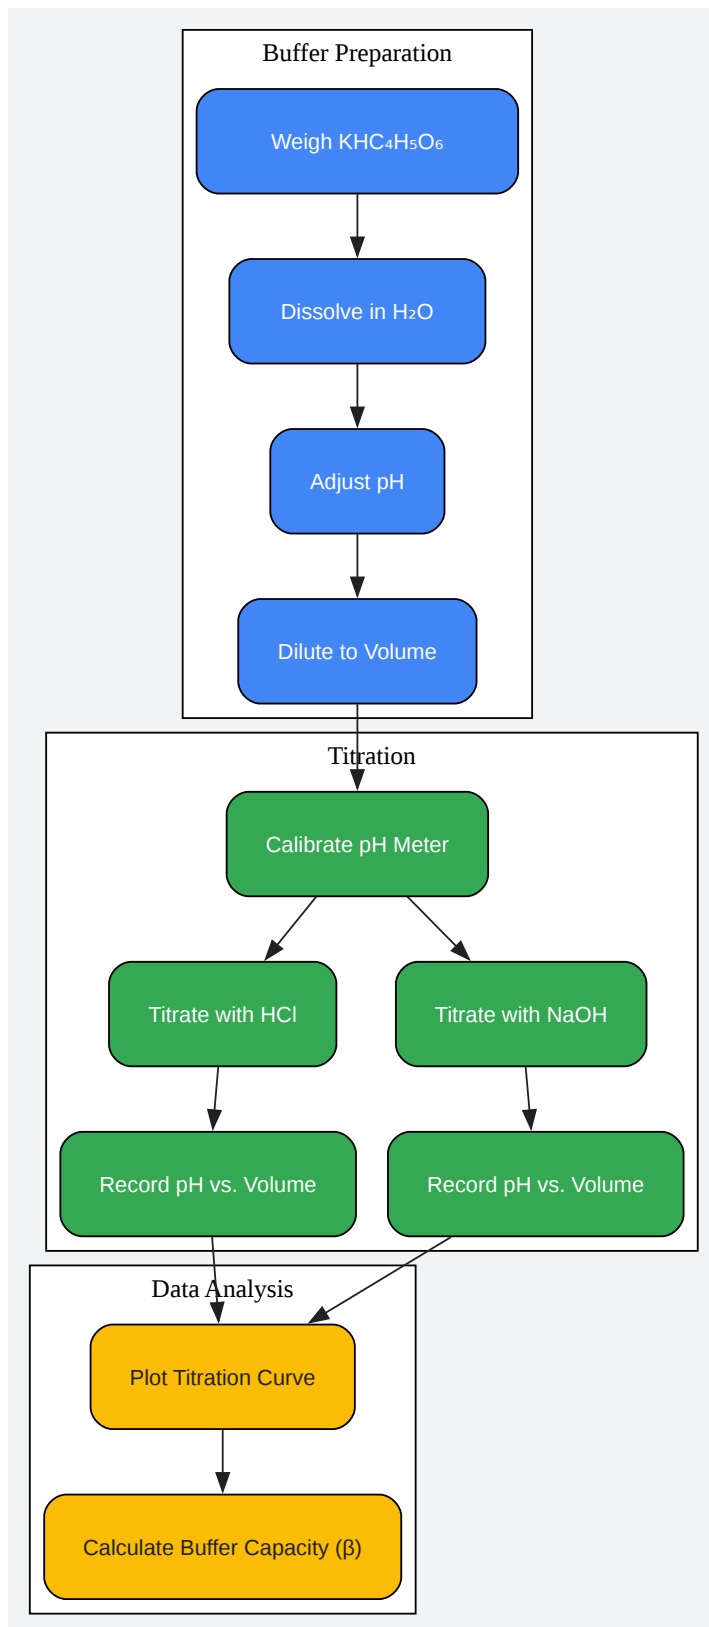 Buffer Preparation
Weigh KHC₄H₅O₆
Dissolve in H₂O
Adjust pH
Dilute to Volume
Titration
Calibrate pH Meter
Titrate with HCl
Titrate with NaOH
Record pH vs. Volume
Record pH vs. Volume
Data Analysis
Plot Titration Curve
Calculate Buffer Capacity (β)